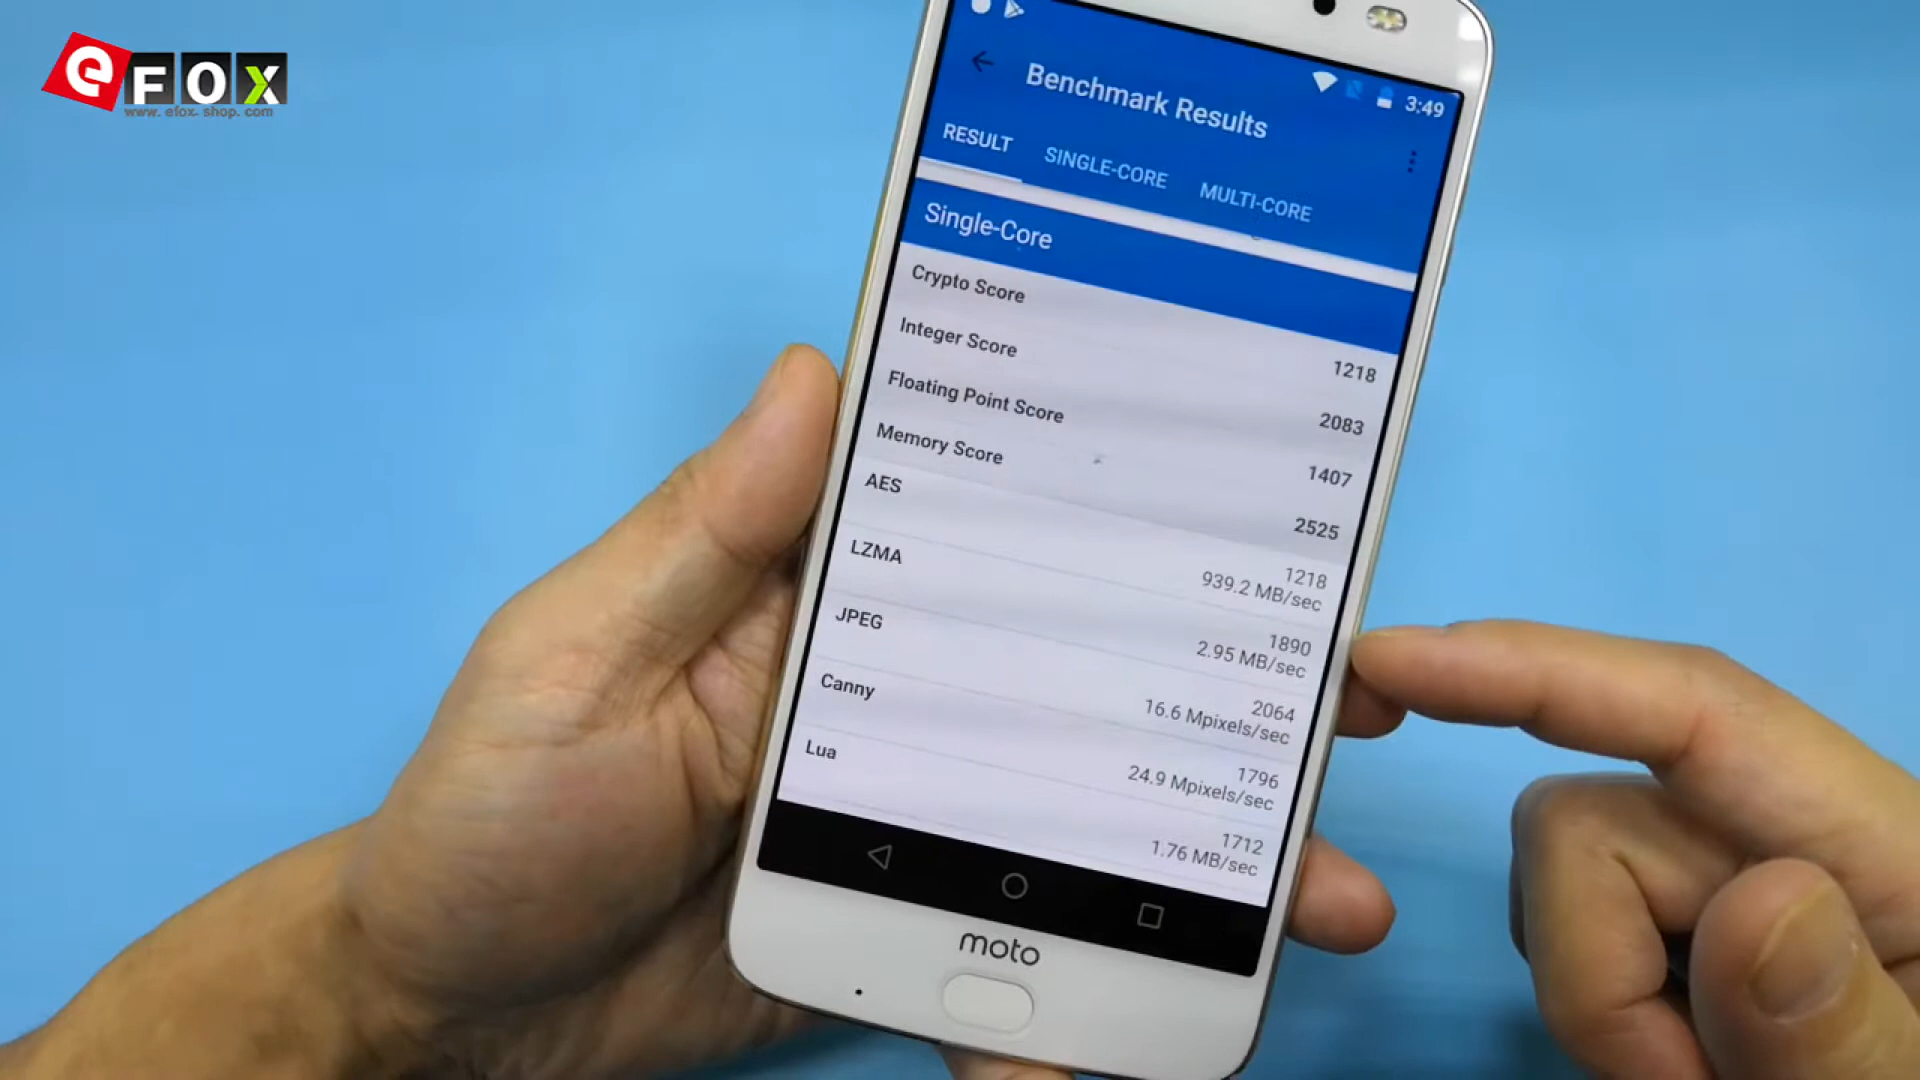 eFOX
www. efox-shop. com
3:49
Benchmark Results
RESULT SINGLE-CORE MULTI-CORE
Single-Core
Crypto Score 1218
Integer Score 2083
Floating Point Score 1407
Memory Score 2525
AES 1218
939.2 MB/sec
LZMA 1890
2.95 MB/sec
JPEG 2064
16.6 Mpixels/sec
Canny 1796
24.9 Mpixels/sec
Lua 1712
1.76 MB/sec
moto